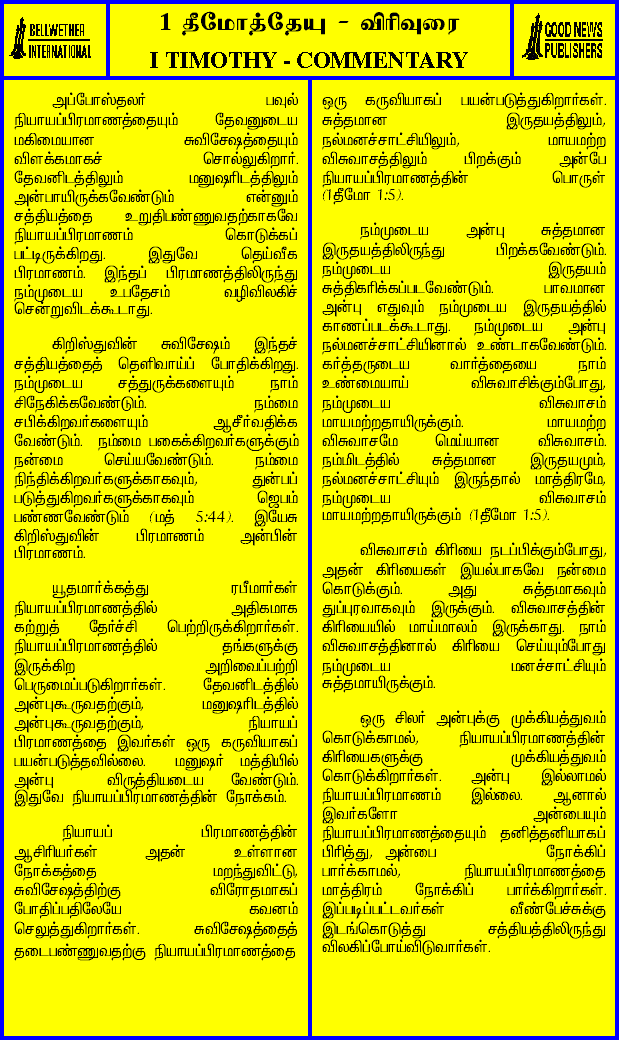 BELLWETHER
INTERNATIONAL
1 தீமோத்தேயு - விரிவுரை
I TIMOTHY - COMMENTARY
GOOD NEWS
PUBLISHERS
அப்போஸ்தலர் பவுல்
நியாயப்பிரமாணத்தையும் தேவனுடைய
மகிமையான சுவிசேஷத்தையும்
விளக்கமாகச் சொல்லுகிறார்.
தேவனிடத்திலும் மனுஷரிடத்திலும்
அன்பாயிருக்கவேண்டும் என்னும்
சத்தியத்தை உறுதிபண்ணுவதற்காகவே
நியாயப்பிரமாணம் கொடுக்கப்
பட்டிருக்கிறது. இதுவே தெய்வீக
பிரமாணம். இந்தப் பிரமாணத்திலிருந்து
நம்முடைய உபதேசம் வழிவிலகிச்
சென்றுவிடக்கூடாது.
கிறிஸ்துவின் சுவிசேஷம் இந்தச்
சத்தியத்தைத் தெளிவாய்ப் போதிக்கிறது.
நம்முடைய சத்துருக்களையும் நாம்
சிநேகிக்கவேண்டும். நம்மை
சபிக்கிறவர்களையும் ஆசீர்வதிக்க
வேண்டும். நம்மை பகைக்கிறவர்களுக்கும்
நன்மை செய்யவேண்டும். நம்மை
நிந்திக்கிறவர்களுக்காகவும், துன்பப்
படுத்துகிறவர்களுக்காகவும் ஜெபம்
பண்ணவேண்டும் (மத் 5:44). இயேசு
கிறிஸ்துவின் பிரமாணம் அன்பின்
பிரமாணம்.
யூதமார்க்கத்து ரபீமார்கள்
நியாயப்பிரமாணத்தில் அதிகமாக
கற்றுத் தேர்ச்சி பெற்றிருக்கிறார்கள்.
நியாயப்பிரமாணத்தில் தங்களுக்கு
இருக்கிற அறிவைப்பற்றி
பெருமைப்படுகிறார்கள். தேவனிடத்தில்
அன்புகூருவதற்கும், மனுஷரிடத்தில்
அன்புகூருவதற்கும், நியாயப்
பிரமாணத்தை இவர்கள் ஒரு கருவியாகப்
பயன்படுத்தவில்லை. மனுஷர் மத்தியில்
அன்பு விருத்தியடைய வேண்டும்.
இதுவே நியாயப்பிரமாணத்தின் நோக்கம்.
நியாயப் பிரமாணத்தின்
ஆசிரியர்கள் அதன் உள்ளான
நோக்கத்தை மறந்துவிட்டு,
சுவிசேஷத்திற்கு விரோதமாகப்
போதிப்பதிலேயே கவனம்
செலுத்துகிறார்கள். சுவிசேஷத்தைத்
தடைபண்ணுவதற்கு நியாயப்பிரமாணத்தை
ஒரு கருவியாகப் பயன்படுத்துகிறார்கள்.
சுத்தமான இருதயத்திலும்,
நல்மனச்சாட்சியிலும், மாயமற்ற
விசுவாசத்திலும் பிறக்கும் அன்பே
நியாயப்பிரமாணத்தின் பொருள்
(1தீமோ 1:5).
நம்முடைய அன்பு சுத்தமான
இருதயத்திலிருந்து பிறக்கவேண்டும்.
நம்முடைய இருதயம்
சுத்திகரிக்கப்படவேண்டும். பாவமான
அன்பு எதுவும் நம்முடைய இருதயத்தில்
காணப்படக்கூடாது. நம்முடைய அன்பு
நல்மனச்சாட்சியினால் உண்டாகவேண்டும்.
கர்த்தருடைய வார்த்தையை நாம்
உண்மையாய் விசுவாசிக்கும்போது,
நம்முடைய விசுவாசம்
மாயமற்றதாயிருக்கும். மாயமற்ற
விசுவாசமே மெய்யான விசுவாசம்.
நம்மிடத்தில் சுத்தமான இருதயமும்,
நல்மனச்சாட்சியும் இருந்தால் மாத்திரமே,
நம்முடைய விசுவாசம்
மாயமற்றதாயிருக்கும் (1தீமோ 1:5).
விசுவாசம் கிரியை நடப்பிக்கும்போது,
அதன் கிரியைகள் இயல்பாகவே நன்மை
கொடுக்கும். அது சுத்தமாகவும்
துப்புரவாகவும் இருக்கும். விசுவாசத்தின்
கிரியையில் மாய்மாலம் இருக்காது. நாம்
விசுவாசத்தினால் கிரியை செய்யும்போது
நம்முடைய மனச்சாட்சியும்
சுத்தமாயிருக்கும்.
ஒரு சிலர் அன்புக்கு முக்கியத்துவம்
கொடுக்காமல், நியாயப்பிரமாணத்தின்
கிரியைகளுக்கு முக்கியத்துவம்
கொடுக்கிறார்கள். அன்பு இல்லாமல்
நியாயப்பிரமாணம் இல்லை. ஆனால்
இவர்களோ அன்பையும்
நியாயப்பிரமாணத்தையும் தனித்தனியாகப்
பிரித்து, அன்பை நோக்கிப்
பார்க்காமல், நியாயப்பிரமாணத்தை
மாத்திரம் நோக்கிப் பார்க்கிறார்கள்.
இப்படிப்பட்டவர்கள் வீண்பேச்சுக்கு
இடங்கொடுத்து சத்தியத்திலிருந்து
விலகிப்போய்விடுவார்கள்.